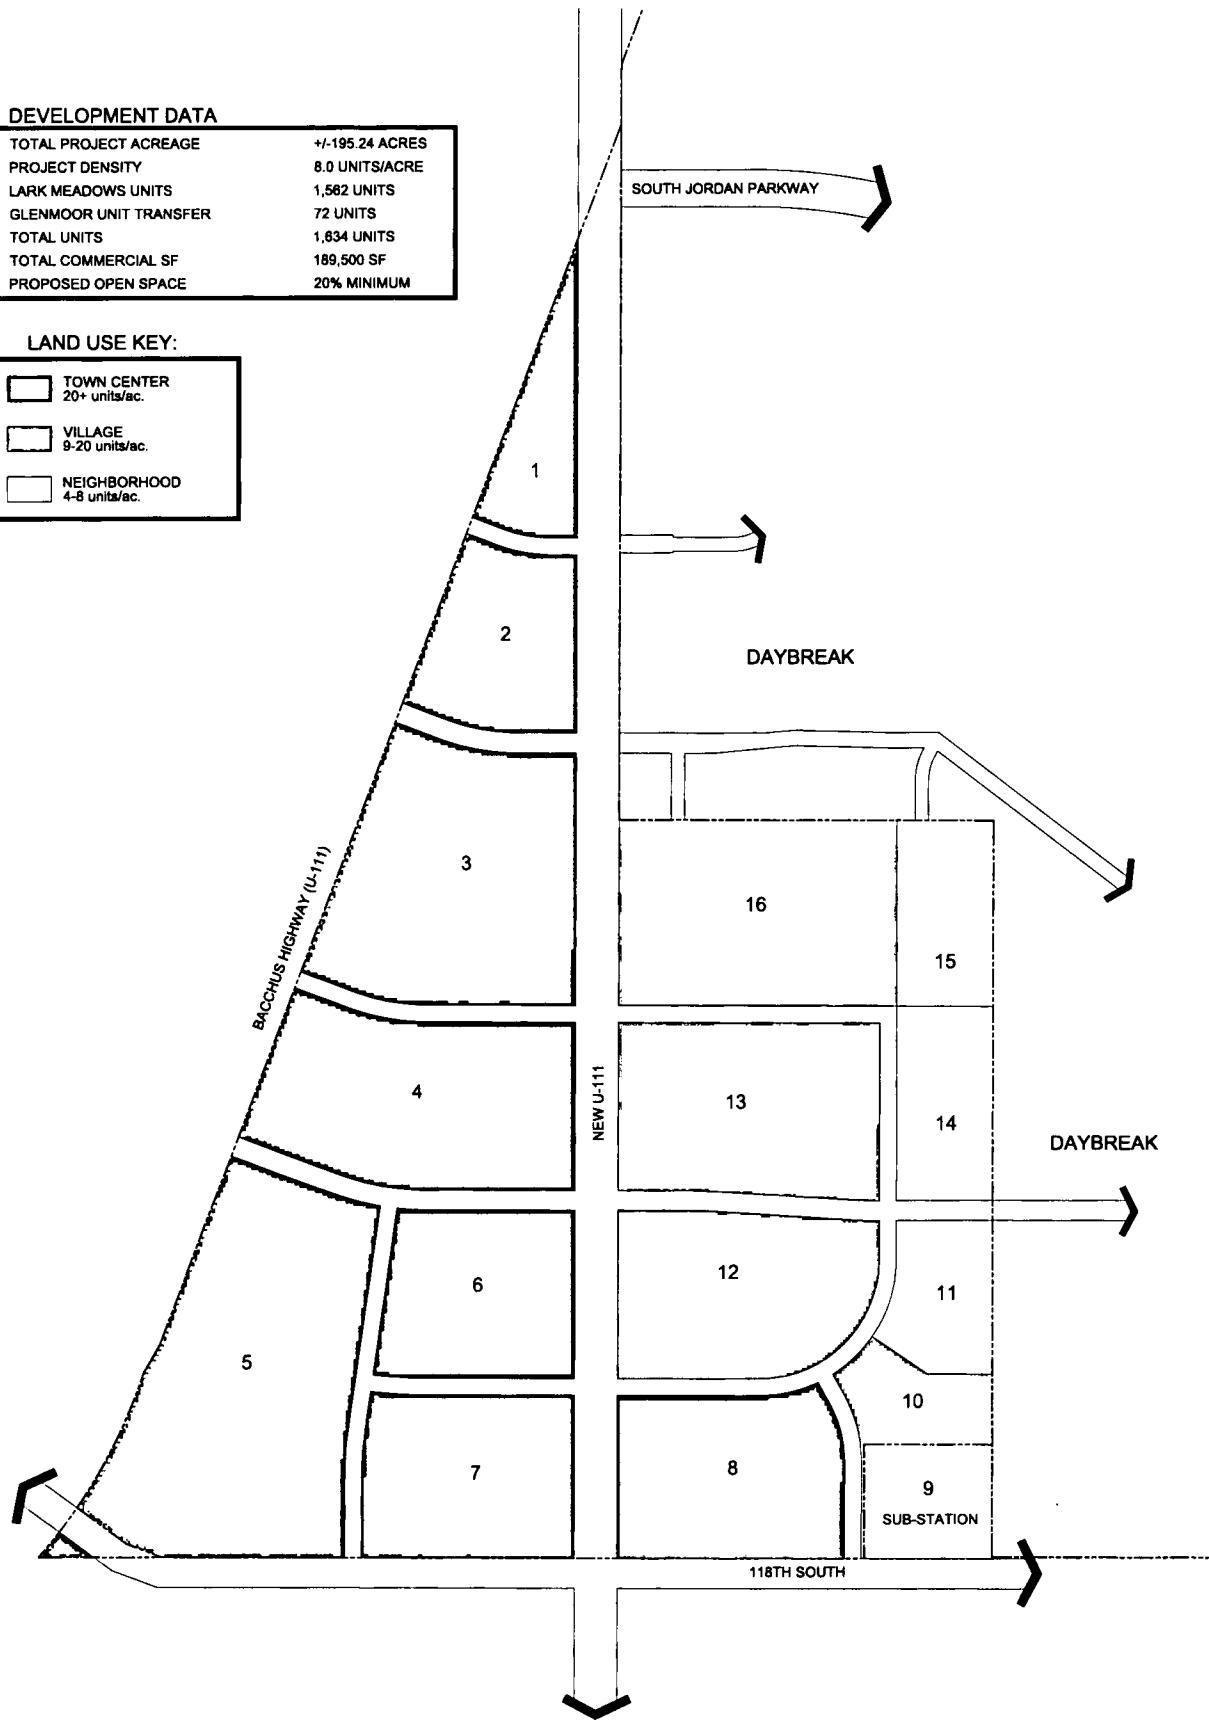 DEVELOPMENT DATA
TOTAL PROJECT ACREAGE +/-195.24 ACRES
PROJECT DENSITY 8.0 UNITS/ACRE
LARK MEADOWS UNITS 1,562 UNITS
GLENMOOR UNIT TRANSFER 72 UNITS
TOTAL UNITS 1,634 UNITS
TOTAL COMMERCIAL SF 189,500 SF
PROPOSED OPEN SPACE 20% MINIMUM
LAND USE KEY:
TOWN CENTER
20+ units/ac.
VILLAGE
9-20 units/ac.
NEIGHBORHOOD
4-8 units/ac.
SOUTH JORDAN PARKWAY
1
2
DAYBREAK
3
16
15
BACCHUS HIGHWAY (U-111)
4
NEW U-111
13
14
DAYBREAK
5
6
12
11
10
7
8
9
SUB-STATION
118TH SOUTH